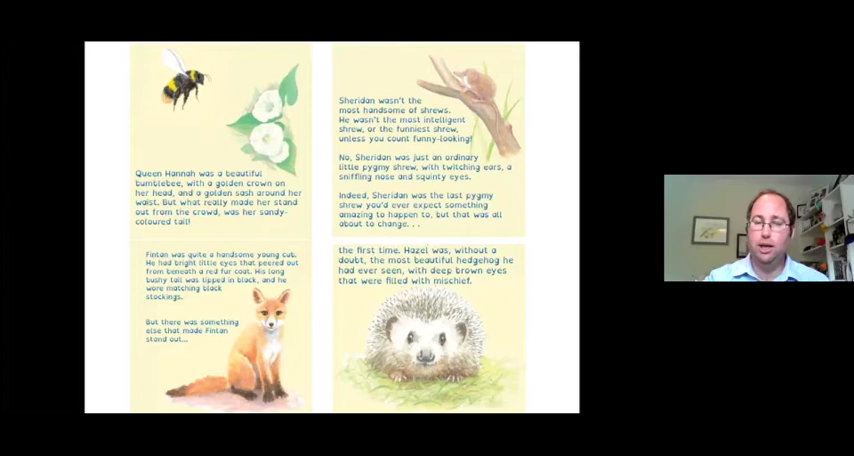 Queen Hannah was a beautiful
bumblebee, with a golden crown on
her head, and a golden sash around her
waist. But what really made her stand
out from the crowd, was her sandy-
coloured tail!
Sheridan wasn't the
most handsome of shrews.
He wasn't the most intelligent
shrew, or the funniest shrew,
unless you count funny-looking!
No, Sheridan was just an ordinary
little pygmy shrew, with twitching ears, a
sniffling nose and squinty eyes.
Indeed, Sheridan was the last pygmy
shrew you'd ever expect something
amazing to happen to, but that was all
about to change. . .
Fintan was quite a handsome young cub.
He had bright little eyes that peered out
from beneath a red fur coat. His long
bushy tail was tipped in black, and he
wore matching black
stockings.
But there was something
else that made Fintan
stand out...
the first time. Hazel was, without a
doubt, the most beautiful hedgehog he
had ever seen, with deep brown eyes
that were filled with mischief.